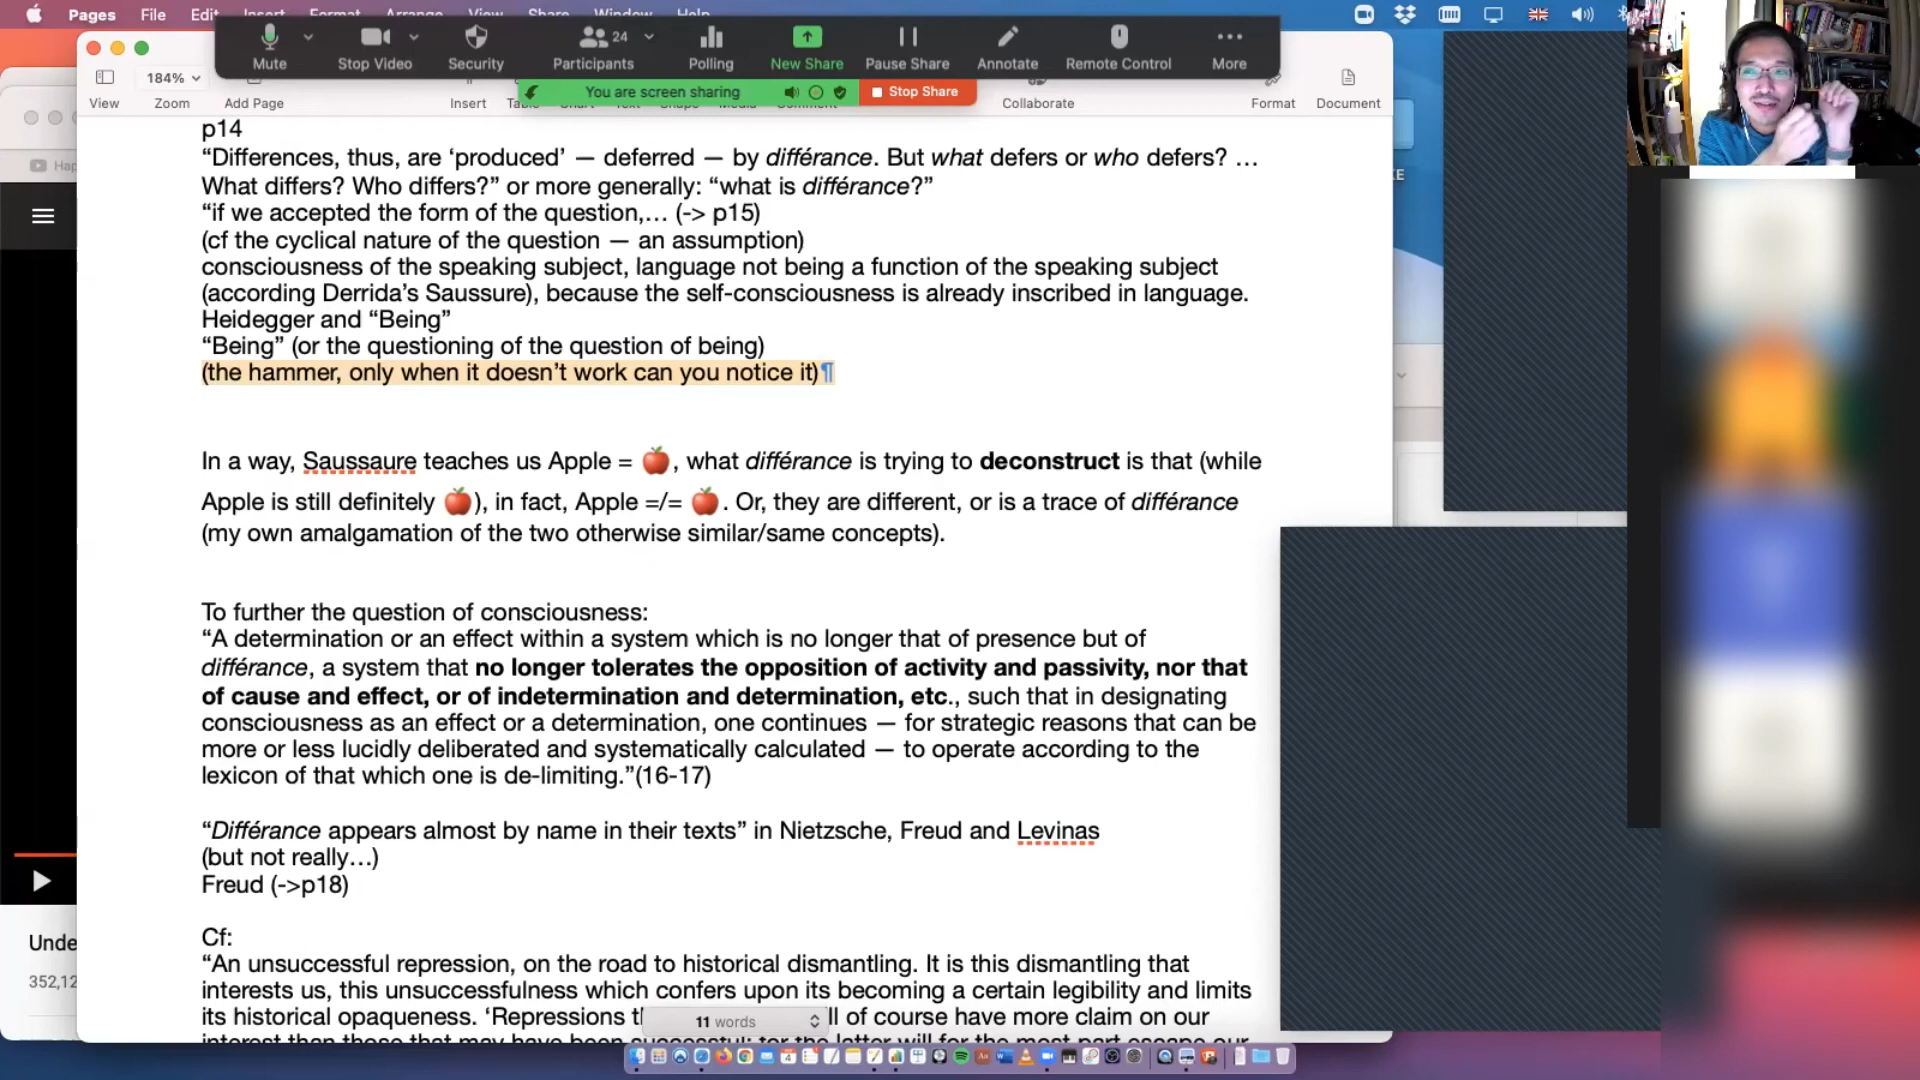 Pages File Edit Insert Format Arrange View Share Window Help
Mute Stop Video Security Participants 24 Polling New Share Pause Share Annotate Remote Control More
You are screen sharing Stop Share
184%
View Zoom Add Page Insert Collaborate Format Document
p14
“Differences, thus, are ‘produced’ — deferred — by différance. But what defers or who defers? …
What differs? Who differs?” or more generally: “what is différance?”
“if we accepted the form of the question,… (-> p15)
(cf the cyclical nature of the question — an assumption)
consciousness of the speaking subject, language not being a function of the speaking subject
(according Derrida’s Saussure), because the self-consciousness is already inscribed in language.
Heidegger and “Being”
“Being” (or the questioning of the question of being)
(the hammer, only when it doesn’t work can you notice it)¶
In a way, Saussaure teaches us Apple = 🍎, what différance is trying to deconstruct is that (while
Apple is still definitely 🍎), in fact, Apple =/= 🍎. Or, they are different, or is a trace of différance
(my own amalgamation of the two otherwise similar/same concepts).
To further the question of consciousness:
“A determination or an effect within a system which is no longer that of presence but of
différance, a system that no longer tolerates the opposition of activity and passivity, nor that
of cause and effect, or of indetermination and determination, etc., such that in designating
consciousness as an effect or a determination, one continues — for strategic reasons that can be
more or less lucidly deliberated and systematically calculated — to operate according to the
lexicon of that which one is de-limiting.”(16-17)
“Différance appears almost by name in their texts” in Nietzsche, Freud and Levinas
(but not really…)
Freud (->p18)
Cf:
“An unsuccessful repression, on the road to historical dismantling. It is this dismantling that
interests us, this unsuccessfulness which confers upon its becoming a certain legibility and limits
its historical opaqueness. ‘Repressions of course have more claim on our
11 words
Hap
Unde
352,12
KE